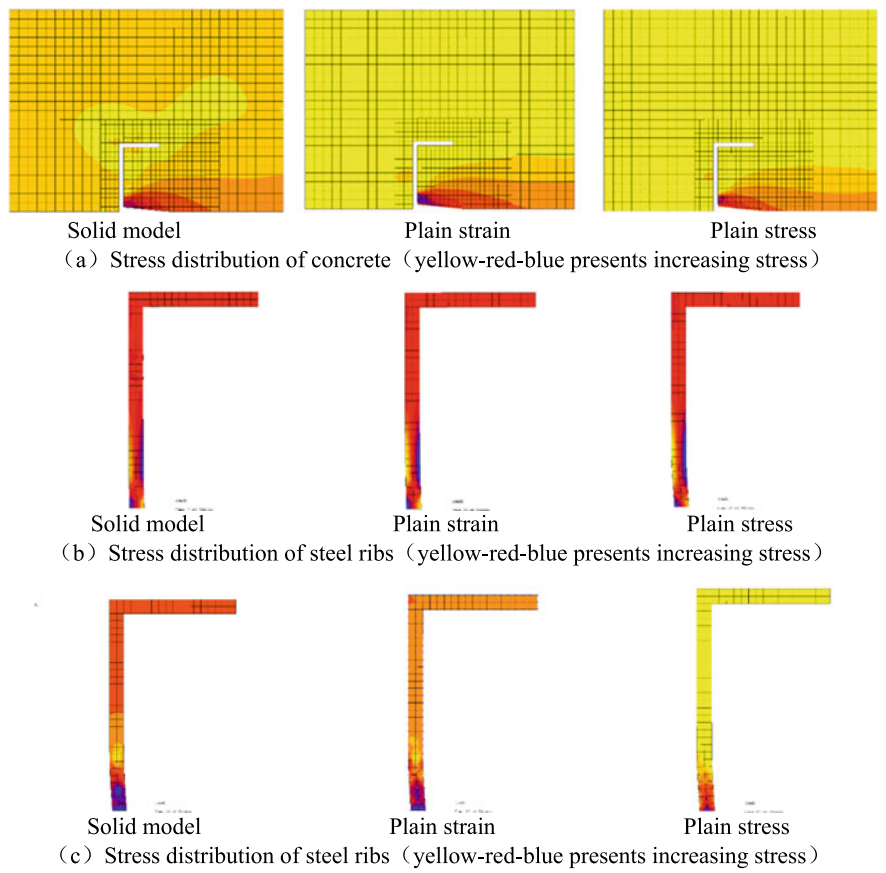 Solid model Plain strain Plain stress
（a）Stress distribution of concrete（yellow-red-blue presents increasing stress）
Solid model Plain strain Plain stress
（b）Stress distribution of steel ribs（yellow-red-blue presents increasing stress）
Solid model Plain strain Plain stress
（c）Stress distribution of steel ribs（yellow-red-blue presents increasing stress）